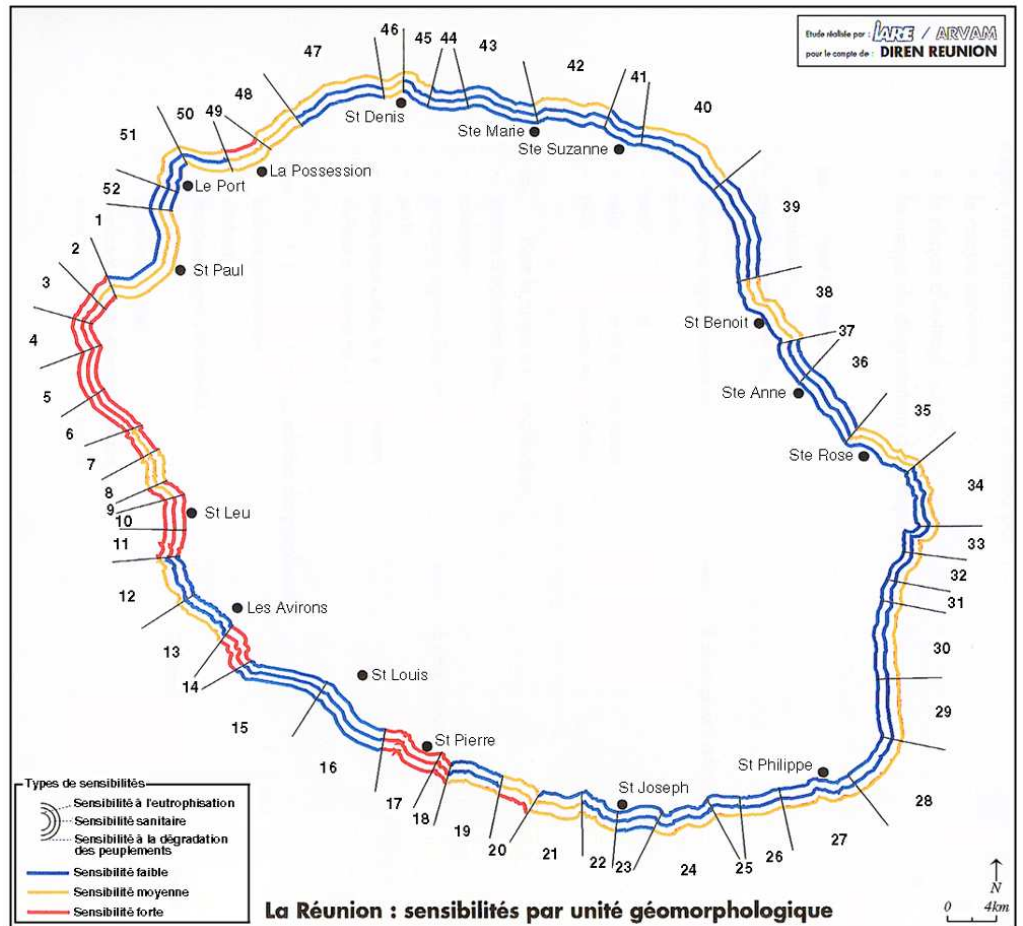 Etude réalisée par : LARE / ARVAM
pour le compte de : DIREN REUNION
46
45
44
43
47
42
41
40
48
49
50
51
52
St Denis
Ste Marie
Ste Suzanne
La Possession
Le Port
1
2
3
St Paul
39
38
St Benoit
37
36
4
5
6
7
8
9
10
11
Ste Anne
35
Ste Rose
34
33
32
31
30
29
28
St Leu
12
Les Avirons
13
14
St Louis
15
16
St Pierre
17
18
19
20
21
22
23
24
25
26
27
St Joseph
St Philippe
Types de sensibilités
Sensibilité à l'eutrophisation
Sensibilité sanitaire
Sensibilité à la dégradation
des peuplements
Sensibilité faible
Sensibilité moyenne
Sensibilité forte
La Réunion : sensibilités par unité géomorphologique
N
0 4km